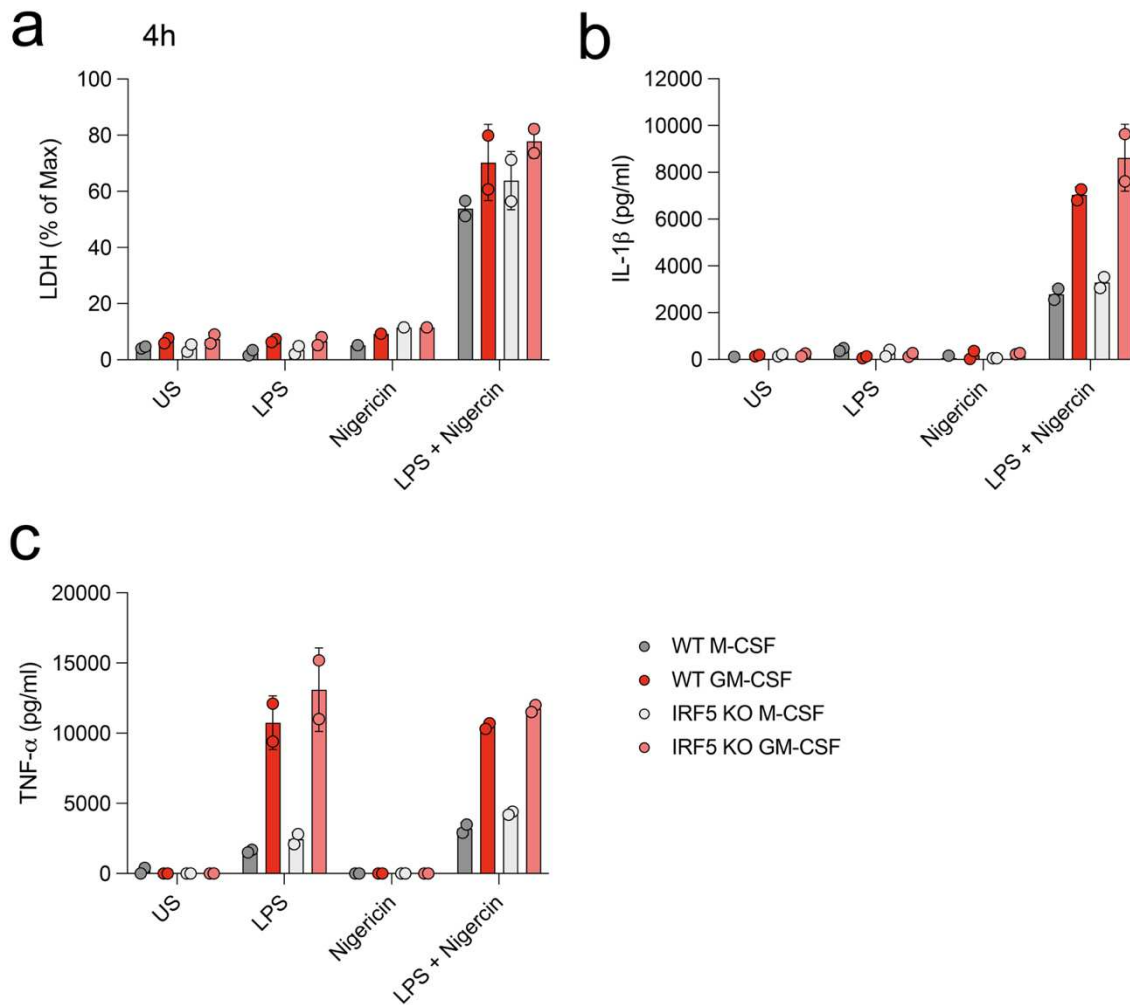 a
4h
LDH (% of Max)
100
80
60
40
20
0
US
LPS
Nigericin
LPS + Nigercin
b
IL-1β (pg/ml)
12000
10000
8000
6000
4000
2000
0
US
LPS
Nigericin
LPS + Nigercin
c
TNF-α (pg/ml)
20000
15000
10000
5000
0
US
LPS
Nigericin
LPS + Nigercin
WT M-CSF
WT GM-CSF
IRF5 KO M-CSF
IRF5 KO GM-CSF